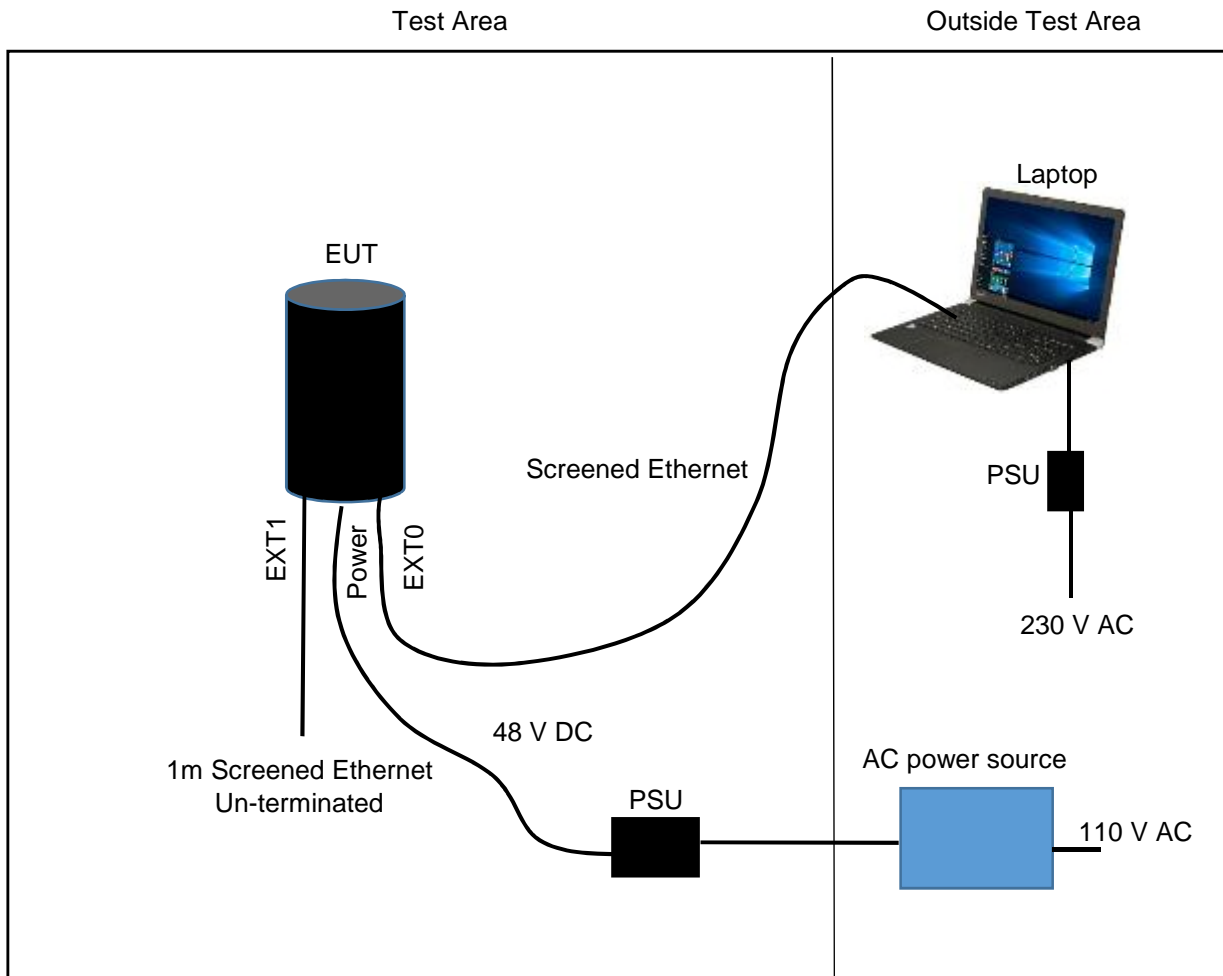 Test Area
Outside Test Area
Laptop
EUT
Screened Ethernet
PSU
EXT1
Power
EXT0
230 V AC
48 V DC
1m Screened Ethernet
Un-terminated
AC power source
PSU
110 V AC